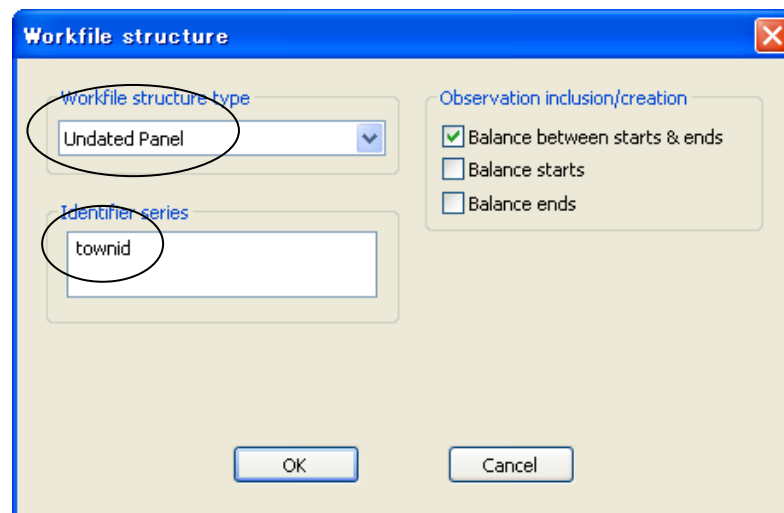 Workfile structure
Workfile structure type
Undated Panel
Identifier series
townid
Observation inclusion/creation
Balance between starts & ends
Balance starts
Balance ends
OK
Cancel